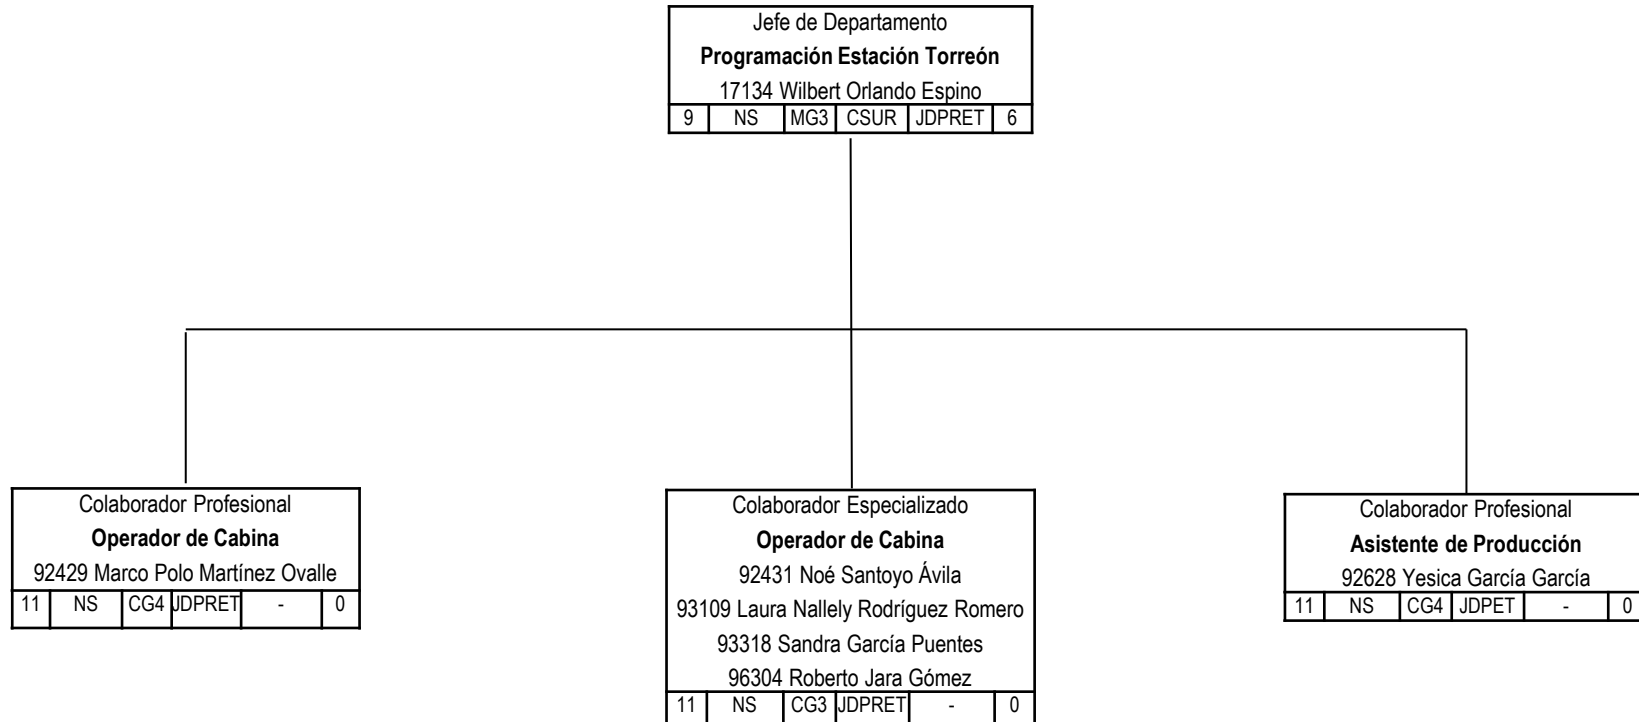 Jefe de Departamento
Programación Estación Torreón
17134 Wilbert Orlando Espino
9 NS MG3 CSUR JDPRET 6
Colaborador Profesional
Operador de Cabina
92429 Marco Polo Martínez Ovalle
11 NS CG4 JDPRET - 0
Colaborador Especializado
Operador de Cabina
92431 Noé Santoyo Ávila
93109 Laura Nallely Rodríguez Romero
93318 Sandra García Puentes
96304 Roberto Jara Gómez
11 NS CG3 JDPRET - 0
Colaborador Profesional
Asistente de Producción
92628 Yesica García García
11 NS CG4 JDPET - 0